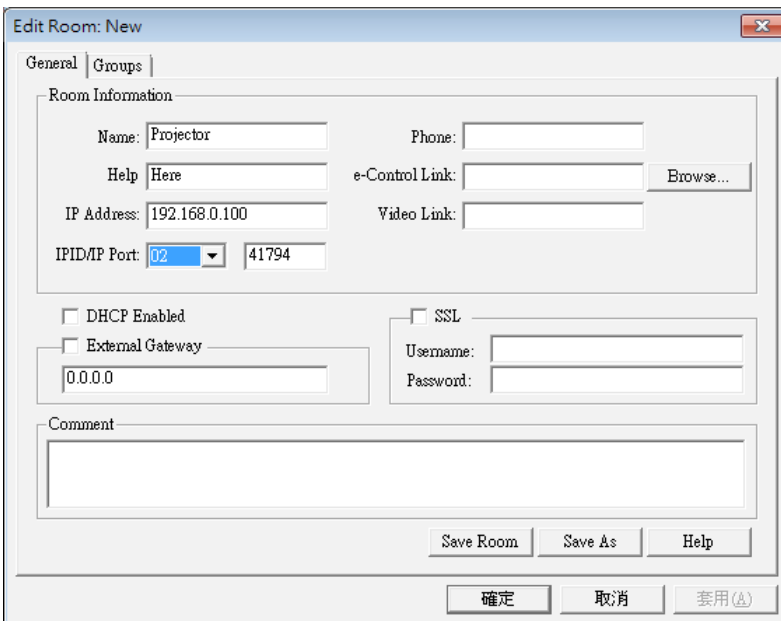 Edit Room: New
General Groups
Room Information
Name: Projector Phone:
Help Here e-Control Link: Browse...
IP Address: 192.168.0.100 Video Link:
IPID/IP Port: 02 41794
DHCP Enabled SSL
External Gateway Username:
0.0.0.0 Password:
Comment
Save Room Save As Help
確定 取消 套用(A)